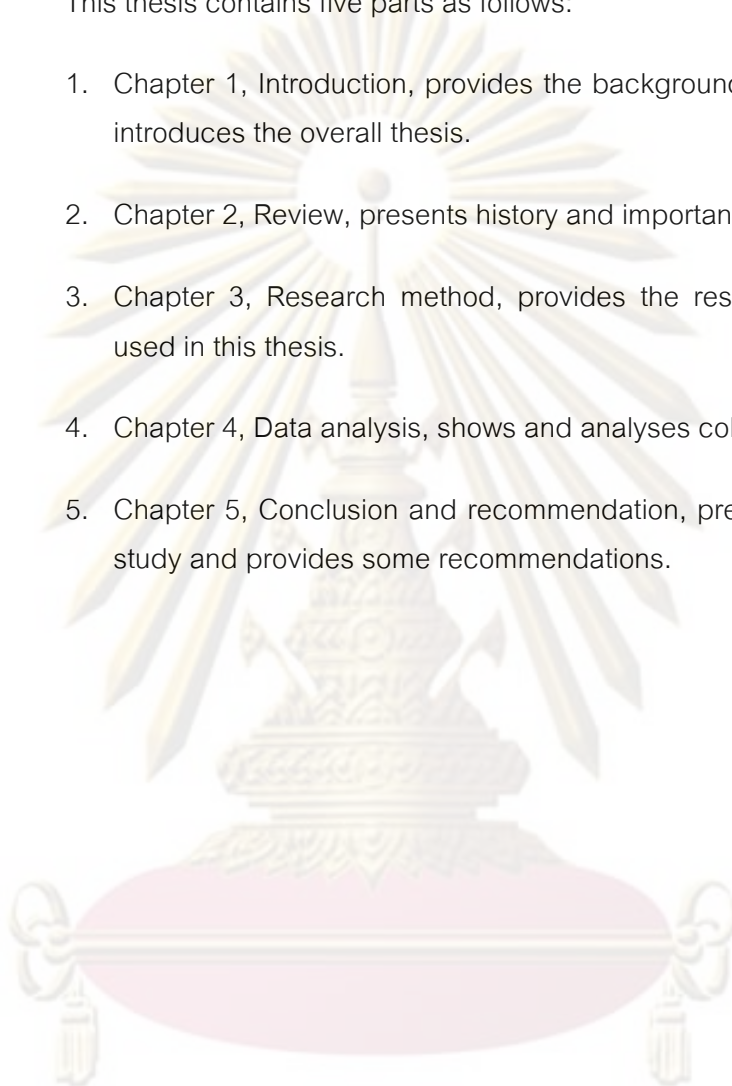 This thesis contains five parts as follows:
1. Chapter 1, Introduction, provides the background
introduces the overall thesis.
2. Chapter 2, Review, presents history and importan
3. Chapter 3, Research method, provides the res
used in this thesis.
4. Chapter 4, Data analysis, shows and analyses col
5. Chapter 5, Conclusion and recommendation, pre
study and provides some recommendations.